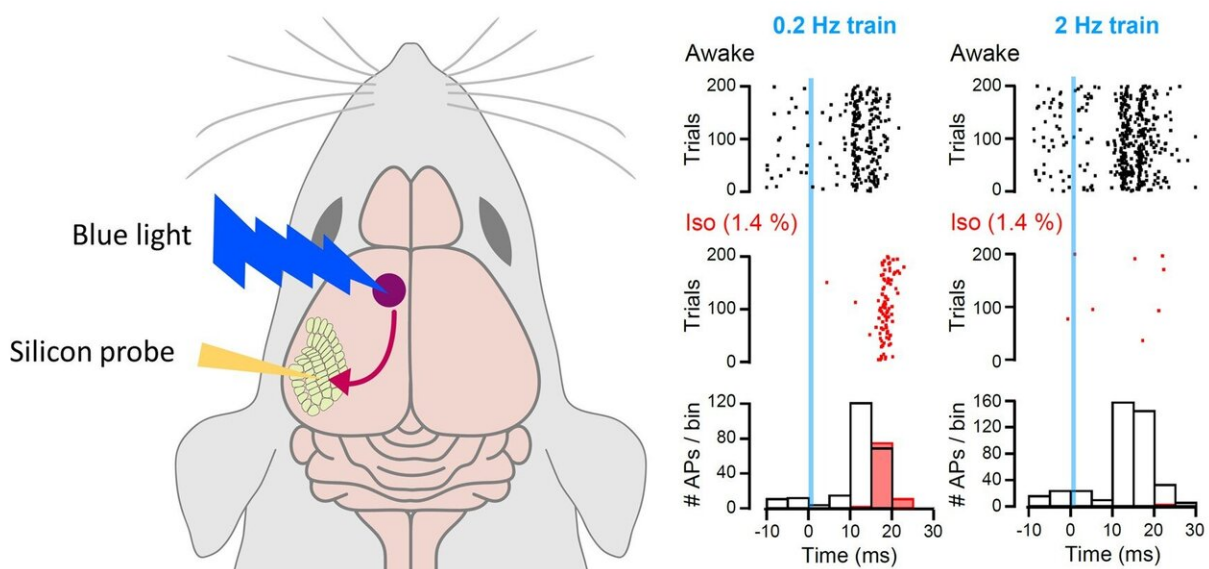 Blue light
Silicon probe
0.2 Hz train
Awake
Trials
200
100
0
Iso (1.4 %)
Trials
200
100
0
# APs / bin
120
80
40
0
-10 0 10 20 30
Time (ms)
2 Hz train
Awake
Trials
200
100
0
Iso (1.4 %)
Trials
200
100
0
# APs / bin
160
120
80
40
0
-10 0 10 20 30
Time (ms)